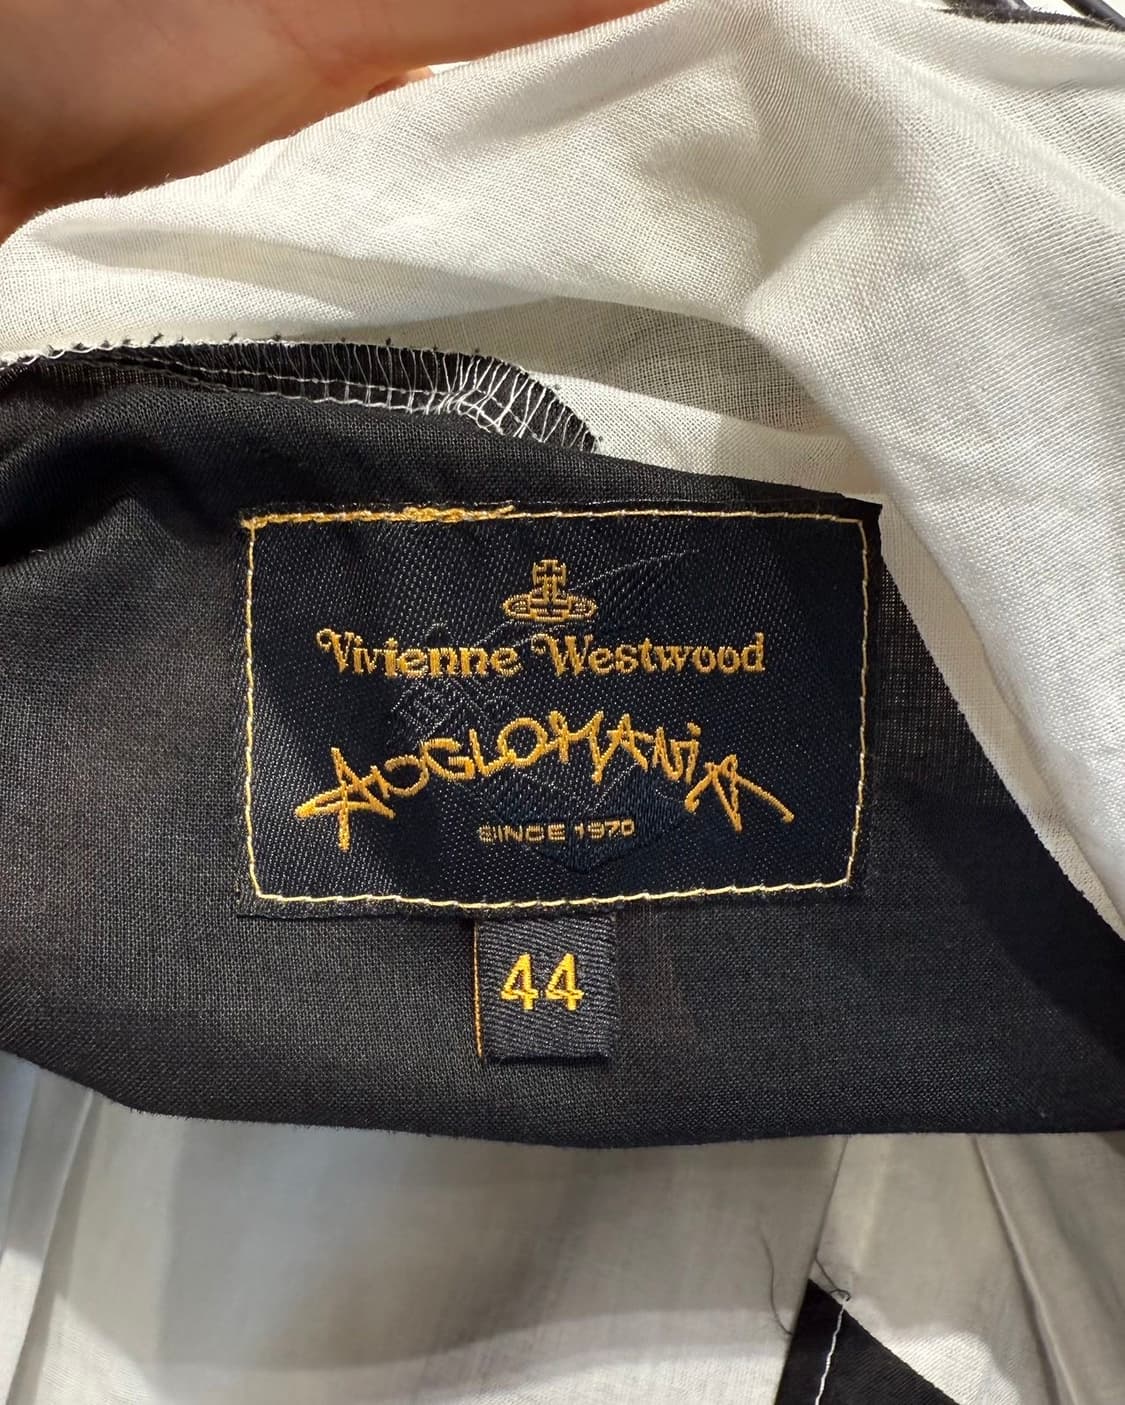 Vivienne Westwood
ANGLOMANIA
SINCE 1970
44